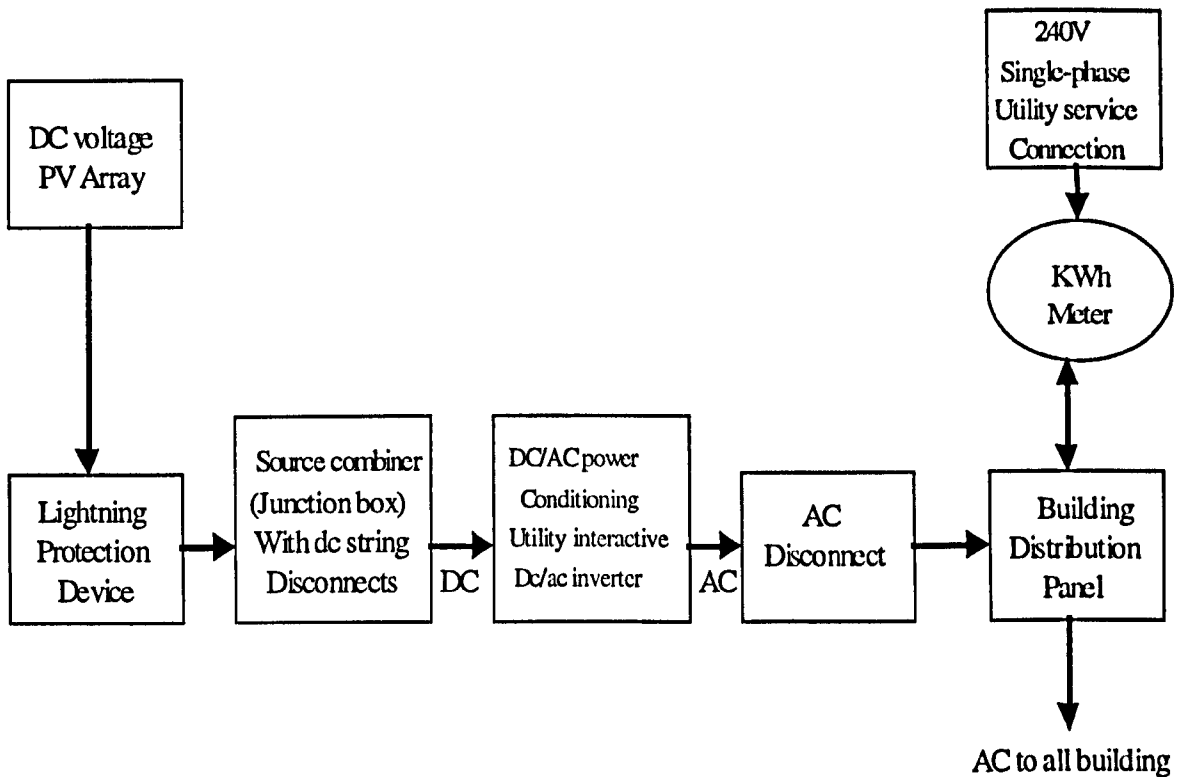 240V
Single-phase
Utility service
Connection
DC voltage
PV Array
KWh
Meter
Lightning
Protection
Device
Source combiner
(Junction box)
With dc string
Disconnects
DC
DC/AC power
Conditioning
Utility interactive
Dc/ac inverter
AC
AC
Disconnect
Building
Distribution
Panel
AC to all building